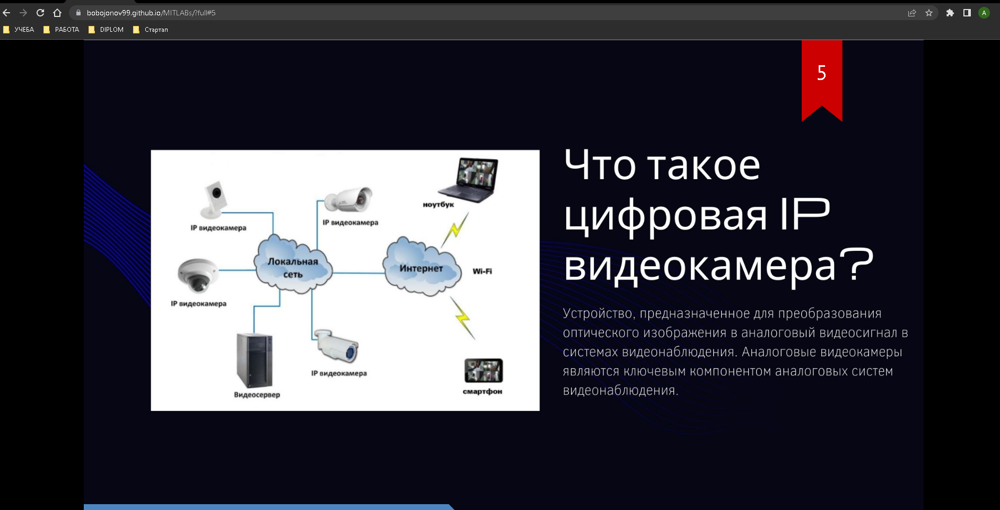 bobojonov99.github.io/MITLABs/?full#5
A
УЧЕБА РАБОТА DIPLOM Стартап
5
Что такое
цифровая IP
видеокамера?
Устройство, предназначенное для преобразования
оптического изображения в аналоговый видеосигнал в
системах видеонаблюдения. Аналоговые видеокамеры
являются ключевым компонентом аналоговых систем
видеонаблюдения.
ноутбук
IP видеокамера
IP видеокамера
Локальная
сеть
Интернет
Wi-Fi
IP видеокамера
IP видеокамера
Видеосервер
смартфон